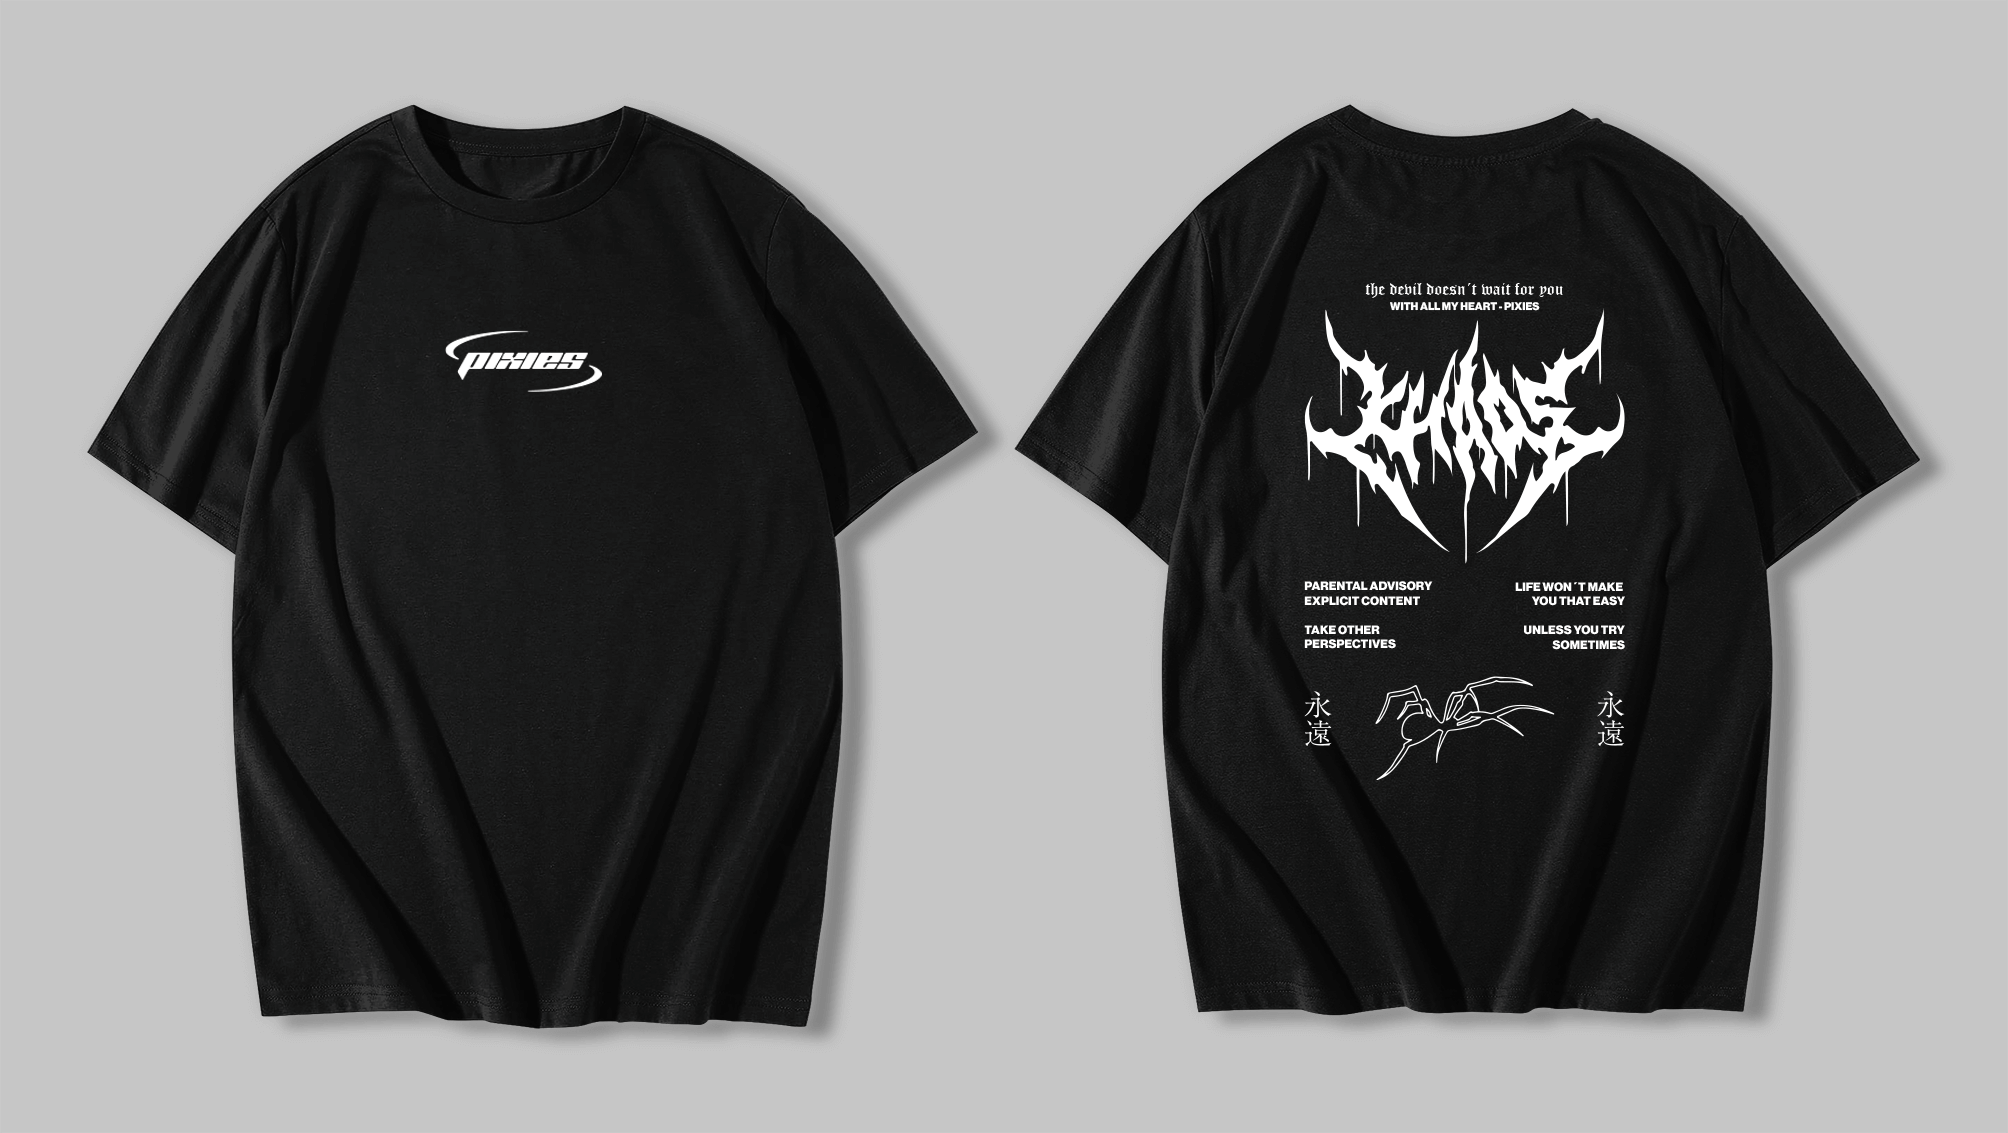 pixies
the devil doesn´t wait for you
WITH ALL MY HEART - PIXIES
KHAOS
PARENTAL ADVISORY
EXPLICIT CONTENT
LIFE WON´T MAKE
YOU THAT EASY
TAKE OTHER
PERSPECTIVES
UNLESS YOU TRY
SOMETIMES
永遠
永遠